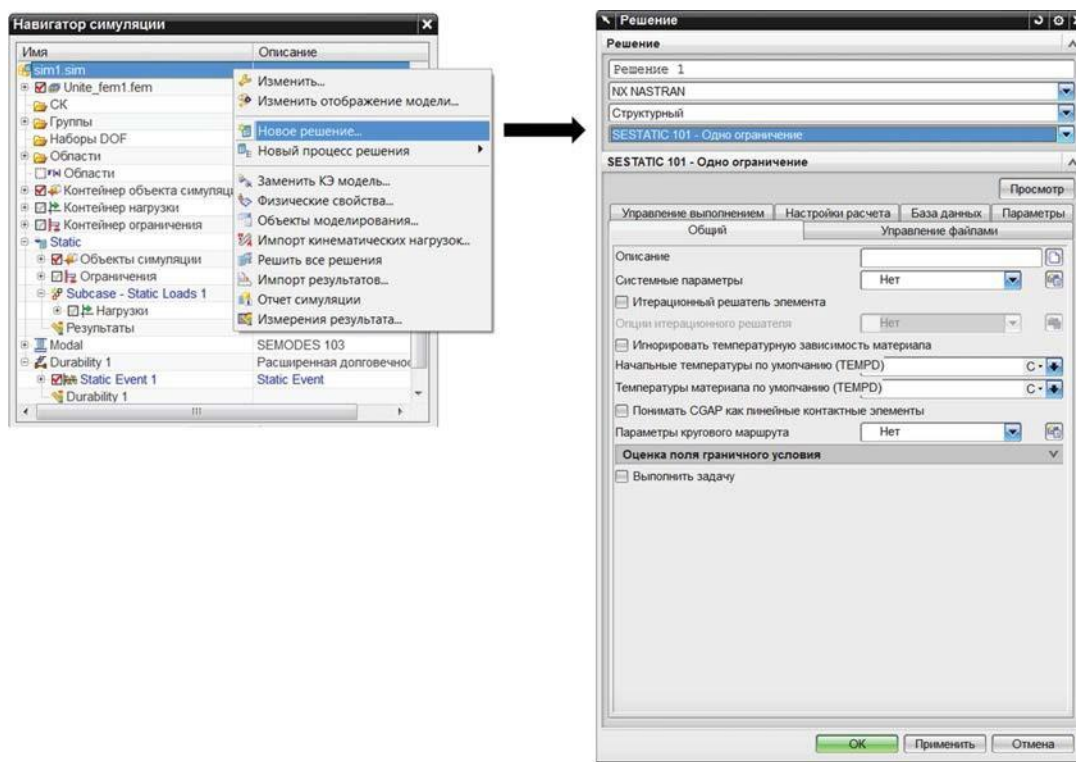 Навигатор симуляции
Имя Описание
sim1.sim
Unite_fem1.fem
СК
Группы
Наборы DOF
Области
Области
Контейнер объекта симуляц
Контейнер нагрузки
Контейнер ограничения
Static
Объекты симуляции
Ограничения
Subcase - Static Loads 1
Нагрузки
Результаты
Modal SEMODES 103
Durability 1 Расширенная долговечнос
Static Event 1 Static Event
Durability 1
Изменить...
Изменить отображение модели...
Новое решение...
Новый процесс решения
Заменить КЭ модель...
Физические свойства...
Объекты моделирования...
Импорт кинематических нагрузок...
Решить все решения
Импорт результатов...
Отчет симуляции
Измерения результата...
Решение
Решение
Решение 1
NX NASTRAN
Структурный
SESTATIC 101 - Одно ограничение
SESTATIC 101 - Одно ограничение
Просмотр
Управление выполнением Настройки расчета База данных Параметры
Общий Управление файлами
Описание
Системные параметры Нет
Итерационный решатель элемента
Опции итерационного решателя Нет
Игнорировать температурную зависимость материала
Начальные температуры по умолчанию (TEMPD) C
Температуры материала по умолчанию (TEMPD) C
Понимать CGAP как линейные контактные элементы
Параметры кругового маршрута Нет
Оценка поля граничного условия
Выполнить задачу
OK Применить Отмена